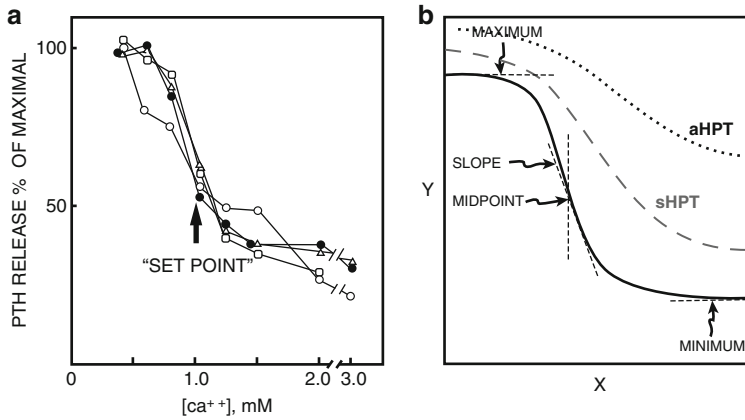 a
PTH RELEASE % OF MAXIMAL
100
50
"SET POINT"
0
1.0
2.0
3.0
[ca++], mM
b
MAXIMUM
aHPT
SLOPE
sHPT
MIDPOINT
Y
MINIMUM
X